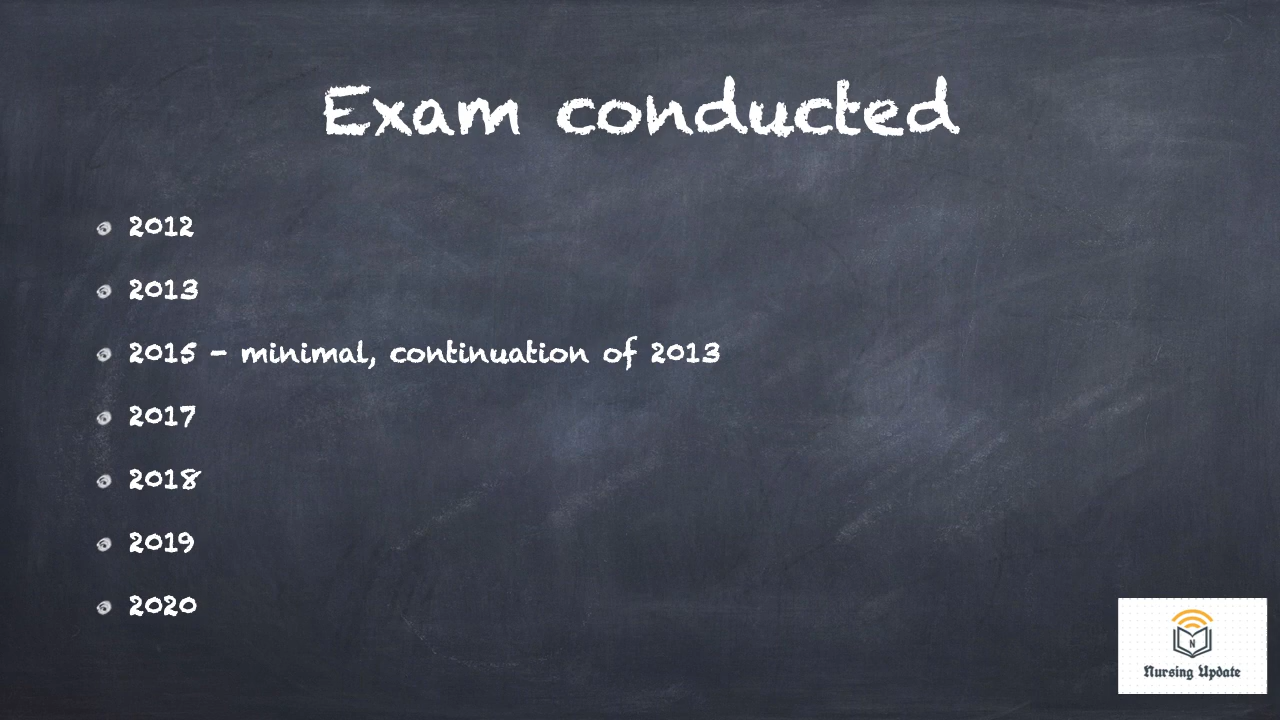 Exam conducted
2012
2013
2015 - minimal, continuation of 2013
2017
2018
2019
2020
N
Nursing Update